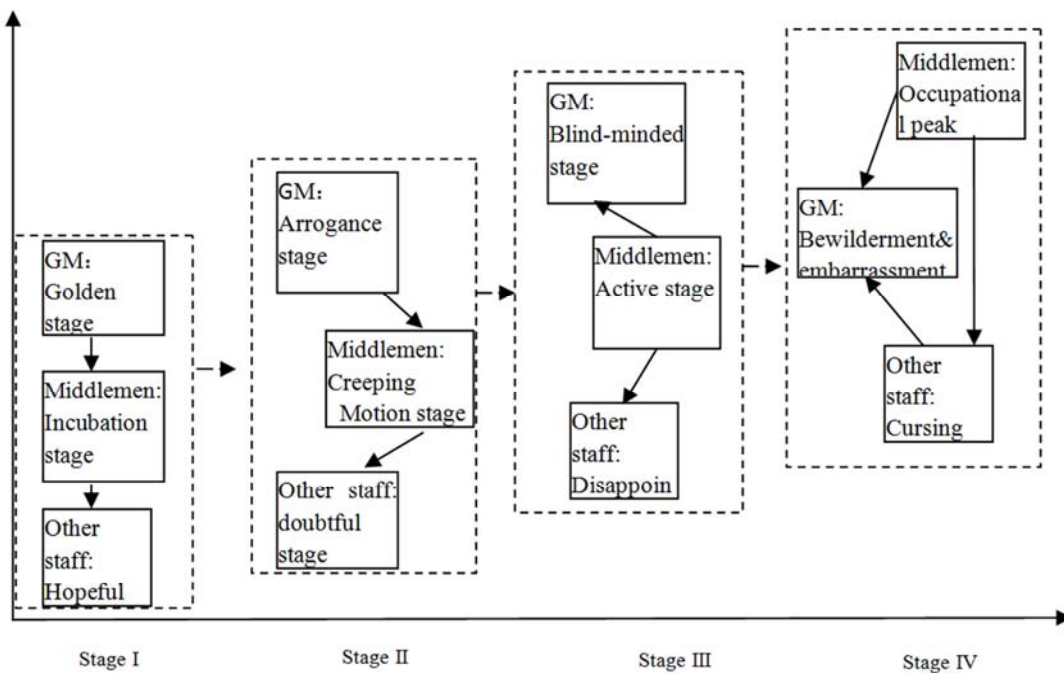 GM：
Golden
stage
Middlemen:
Incubation
stage
Other
staff:
Hopeful
GM：
Arrogance
stage
Middlemen:
Creeping
Motion stage
Other staff:
doubtful
stage
GM:
Blind-minded
stage
Middlemen:
Active stage
Other
staff:
Disappoin
Middlemen:
Occupationa
l peak
GM:
Bewilderment&
embarrassment
Other
staff:
Cursing
Stage I
Stage II
Stage III
Stage IV